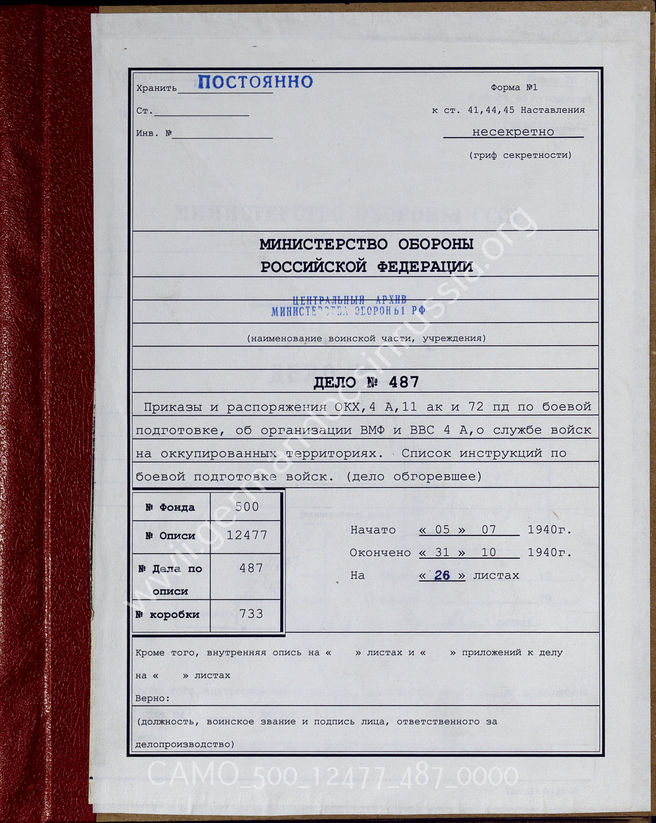 Хранить ПОСТОЯННО
Форма №1
Ст.
к ст. 41,44,45 Наставления
Инв. №
несекретно
(гриф секретности)
МИНИСТЕРСТВО ОБОРОНЫ
РОССИЙСКОЙ ФЕДЕРАЦИИ
ЦЕНТРАЛЬНЫЙ АРХИВ
МИНИСТЕРСТВА ОБОРОНЫ РФ
(наименование воинской части, учреждения)
ДЕЛО № 487
Приказы и распоряжения ОКХ,4 А,11 ак и 72 пд по боевой
подготовке, об организации ВМФ и ВВС 4 А,о службе войск
на оккупированных территориях. Список инструкций по
боевой подготовке войск. (дело обгоревшее)
№ Фонда 500
№ Описи 12477
№ Дела по описи 487
№ коробки 733
Начато « 05 » 07 1940г.
Окончено « 31 » 10 1940г.
На « 26 » листах
Кроме того, внутренняя опись на « » листах и « » приложений к делу
на « » листах
Верно:
(должность, воинское звание и подпись лица, ответственного за
делопроизводство)
www.germandocsinrussia.org
CAMO_500_12477_487_0000